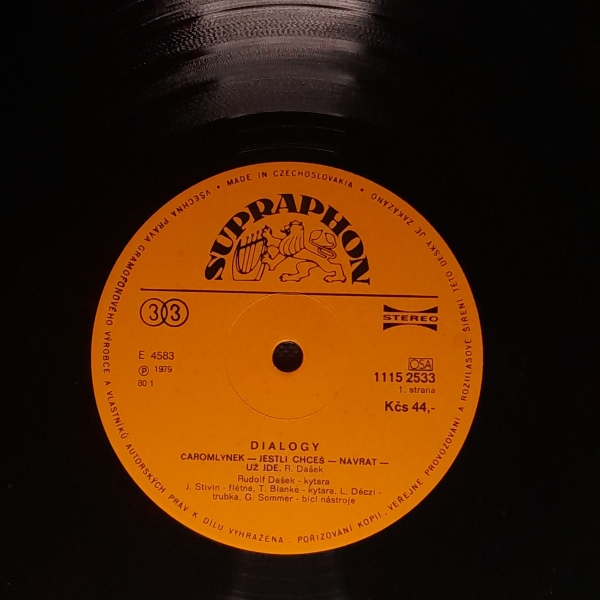 VŠECHNA PRÁVA GRAMOFONOVÉHO VÝROBCE A VLASTNÍKŮ AUTORSKÝCH PRÁV K DÍLU VYHRAŽENA · POŘIZOVÁNÍ KOPIÍ, VEŘEJNÉ PROVOZOVÁNÍ A ROZHLASOVÉ ŠÍŘENÍ TÉTO DESKY JE ZAKÁZÁNO
• MADE IN CZECHOSLOVAKIA •
SUPRAPHON
33
STEREO
E 4583
Ⓟ 1979
80 1
OSA
1115 2533
1. strana
Kčs 44,-
DIALOGY
ČAROMLÝNEK — JESTLI CHCEŠ — NÁVRAT —
UŽ JDE, R. Dašek
Rudolf Dašek - kytara
J. Stivín - flétna, T. Blanke - kytara, L. Déczi -
trubka, G. Sommer - bicí nástroje